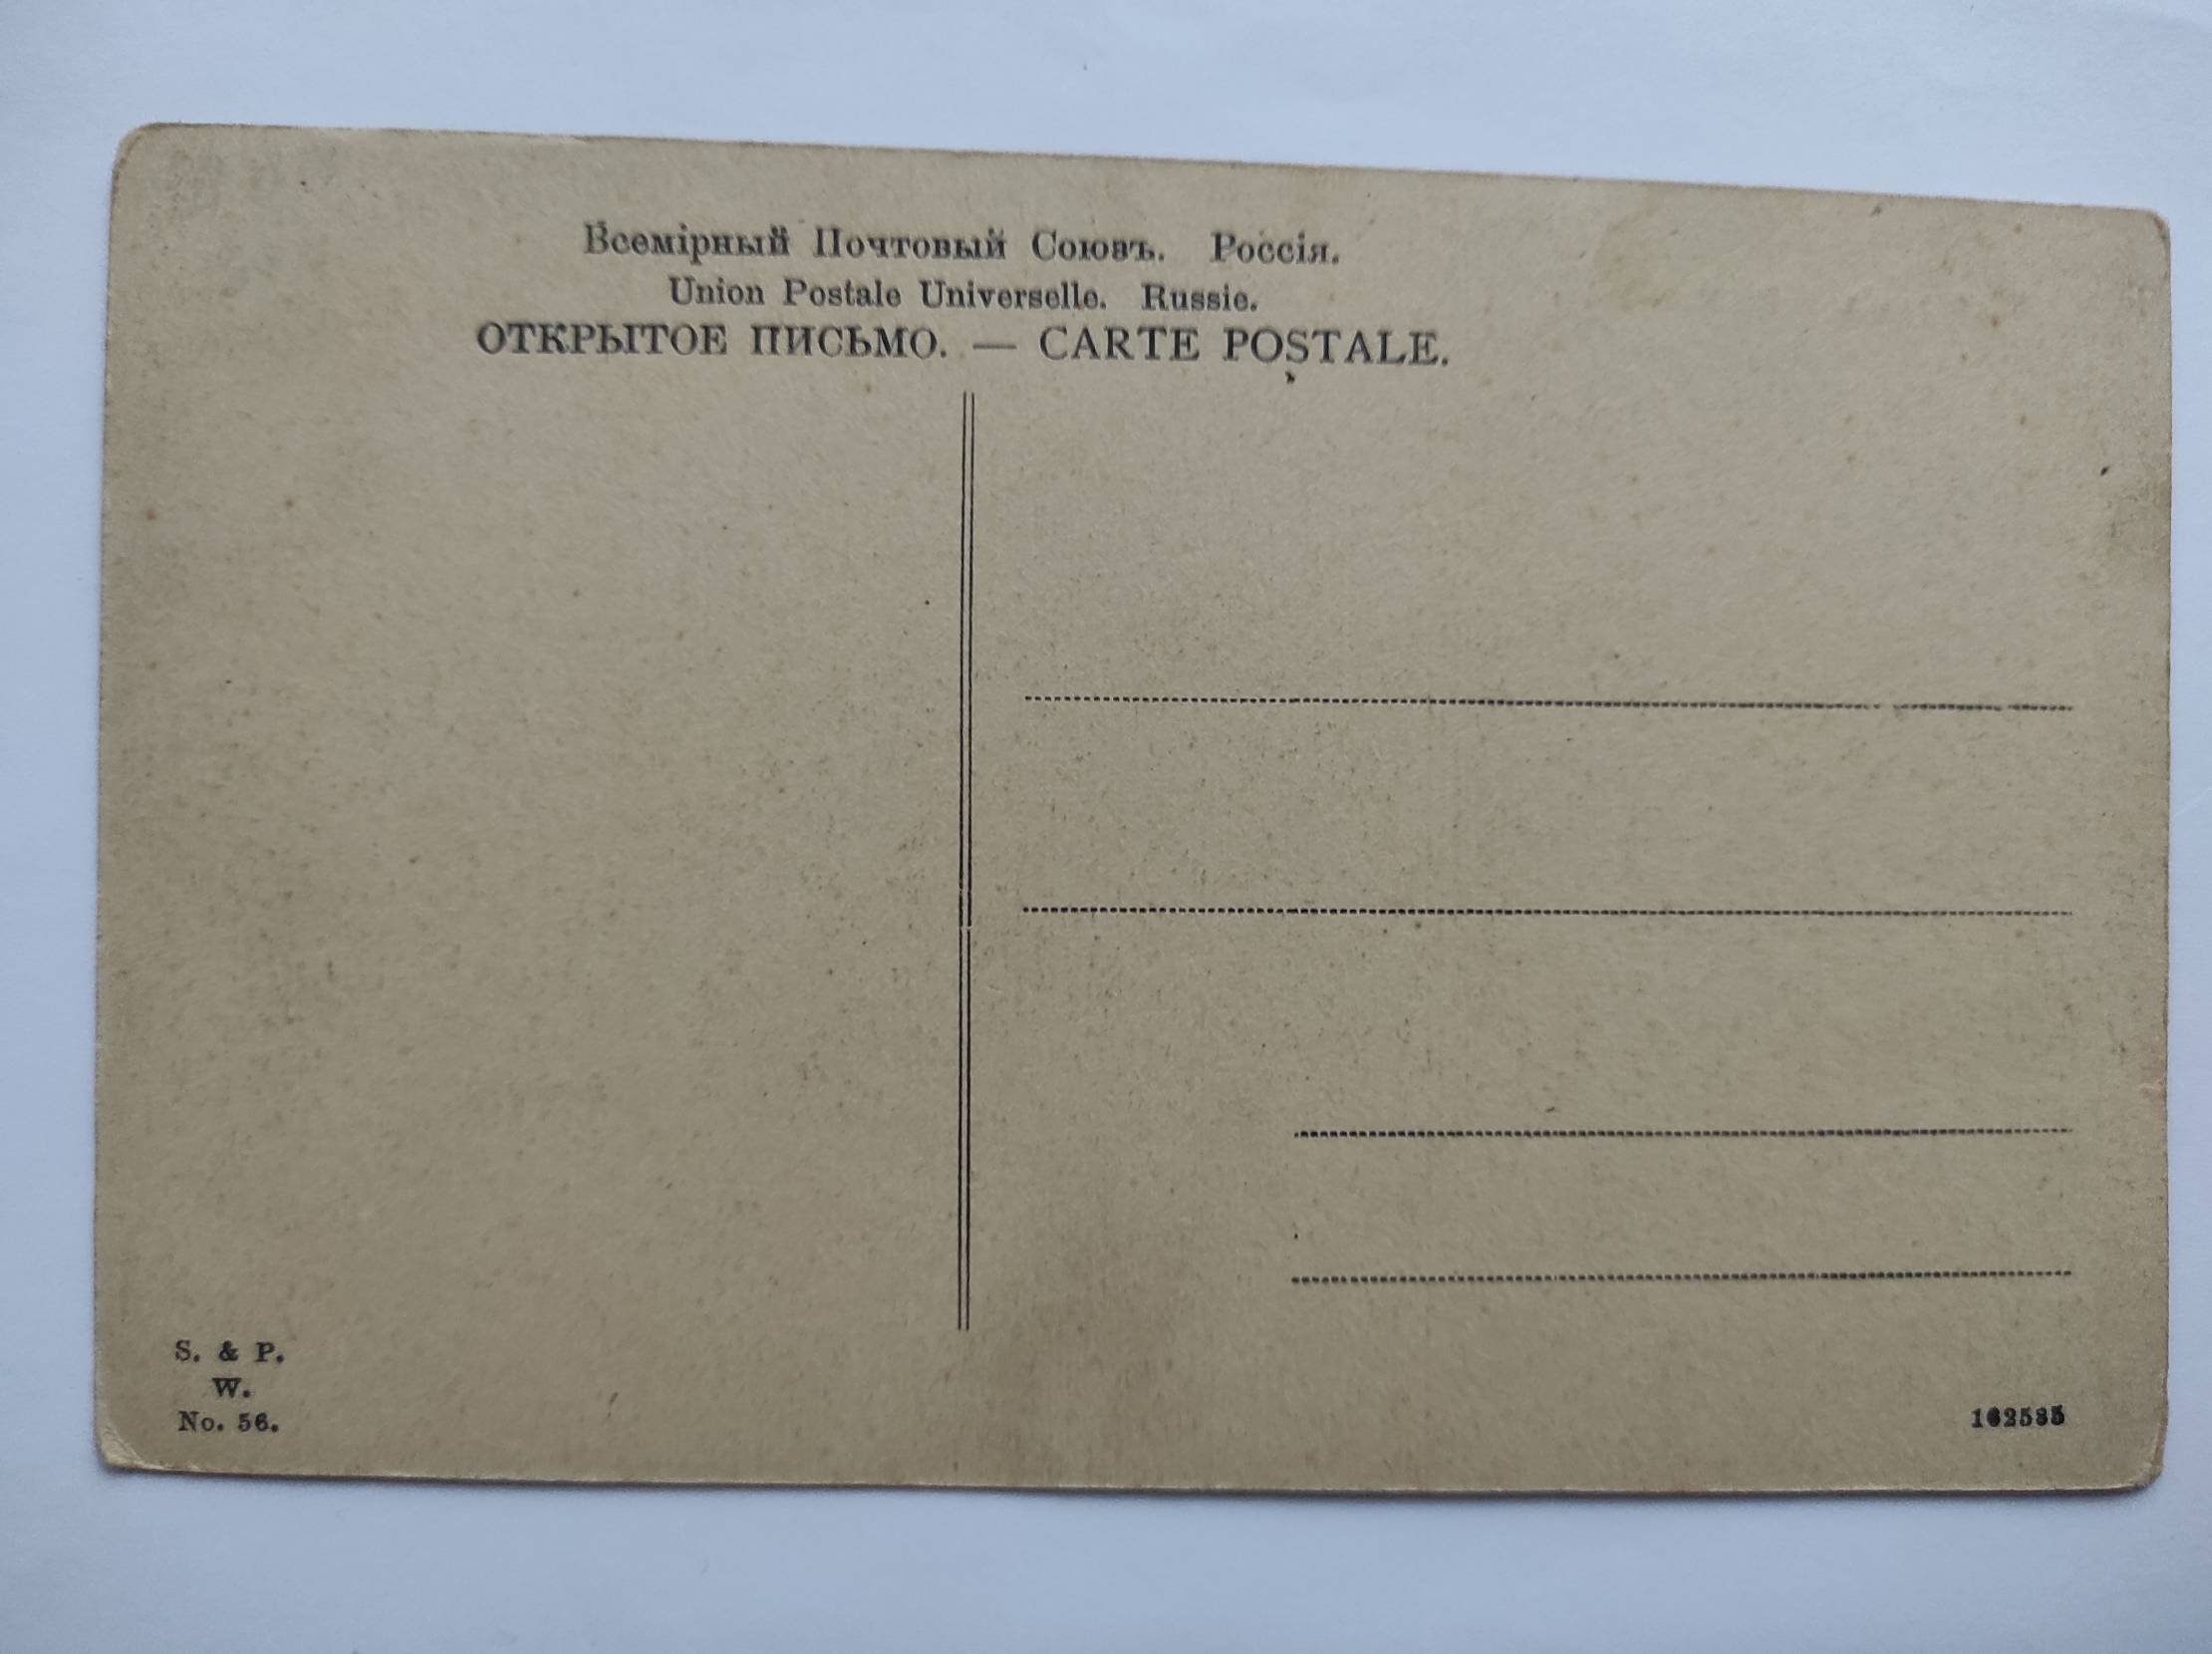 Всемірный Почтовый Союзъ. Россія.
Union Postale Universelle. Russie.
ОТКРЫТОЕ ПИСЬМО. — CARTE POSTALE.
S. & P.
W.
No. 56.
162585